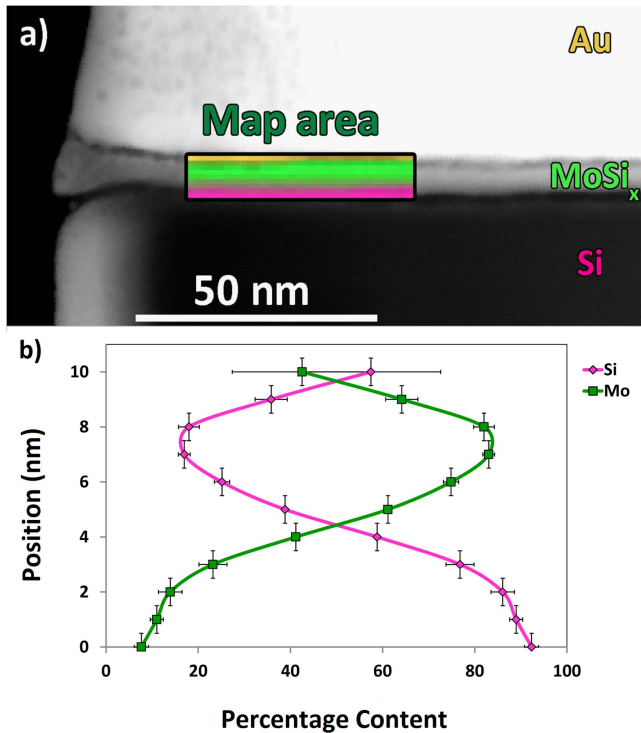 a)
Au
Map area
MoSiₓ
Si
50 nm
b)
Si
Mo
10
8
6
4
2
0
Position (nm)
0 20 40 60 80 100
Percentage Content